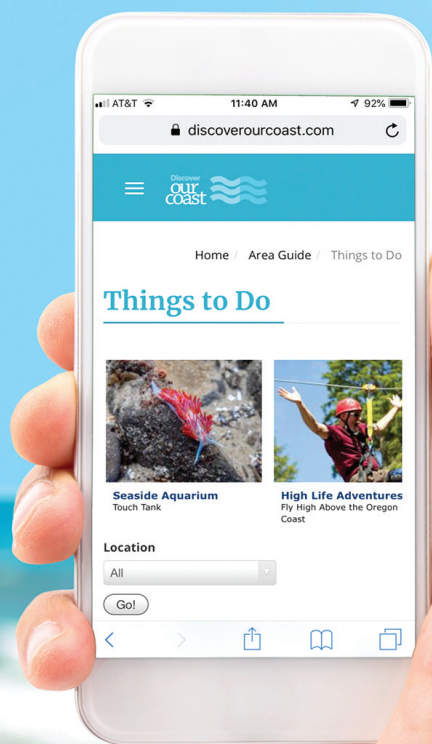 AT&T 11:40 AM 92%
discoverourcoast.com
Discover
our
coast
Home / Area Guide / Things to Do
Things to Do
Seaside Aquarium
Touch Tank
High Life Adventures
Fly High Above the Oregon
Coast
Location
All
Go!